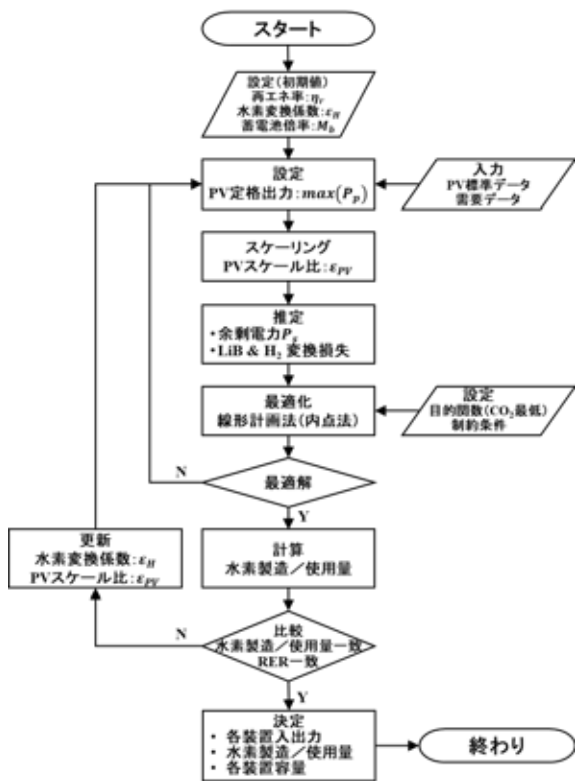 スタート
設定(初期値)
再エネ率:ηr
水素変換係数:εH
蓄電池倍率:Mb
設定
PV定格出力:max(Pp)
入力
PV標準データ
需要データ
スケーリング
PVスケール比:εPV
推定
・余剰電力Ps
・LiB & H2 変換損失
最適化
線形計画法(内点法)
設定
目的関数(CO2最低)
制約条件
N
最適解
Y
更新
水素変換係数:εH
PVスケール比:εPV
計算
水素製造／使用量
N
比較
水素製造／使用量一致
RER一致
Y
決定
・ 各装置入出力
・ 水素製造／使用量
・ 各装置容量
終わり